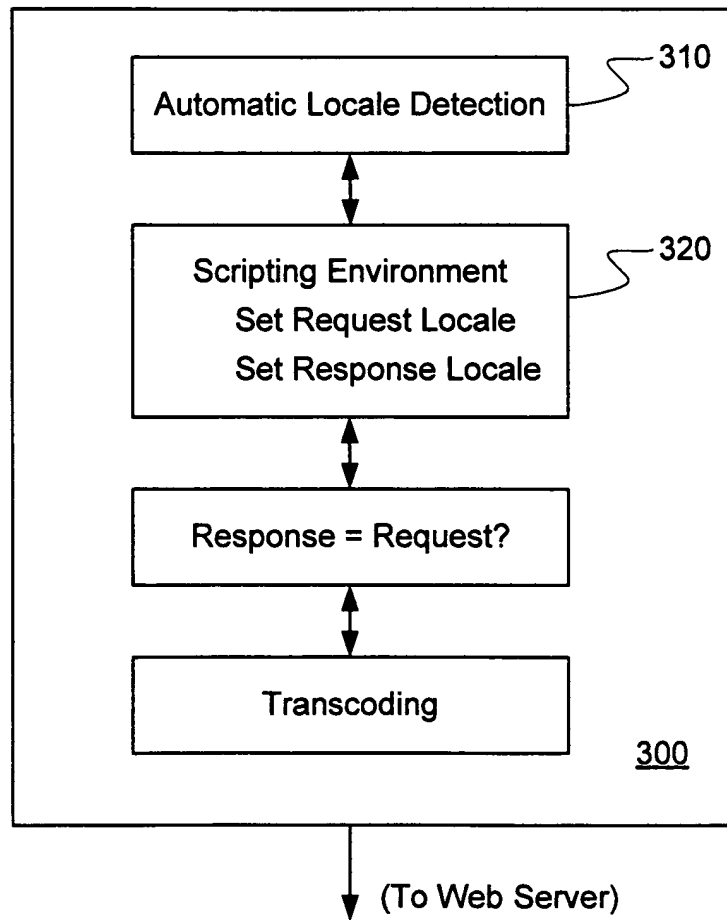 310
Automatic Locale Detection
320
Scripting Environment
Set Request Locale
Set Response Locale
Response = Request?
Transcoding
300
(To Web Server)